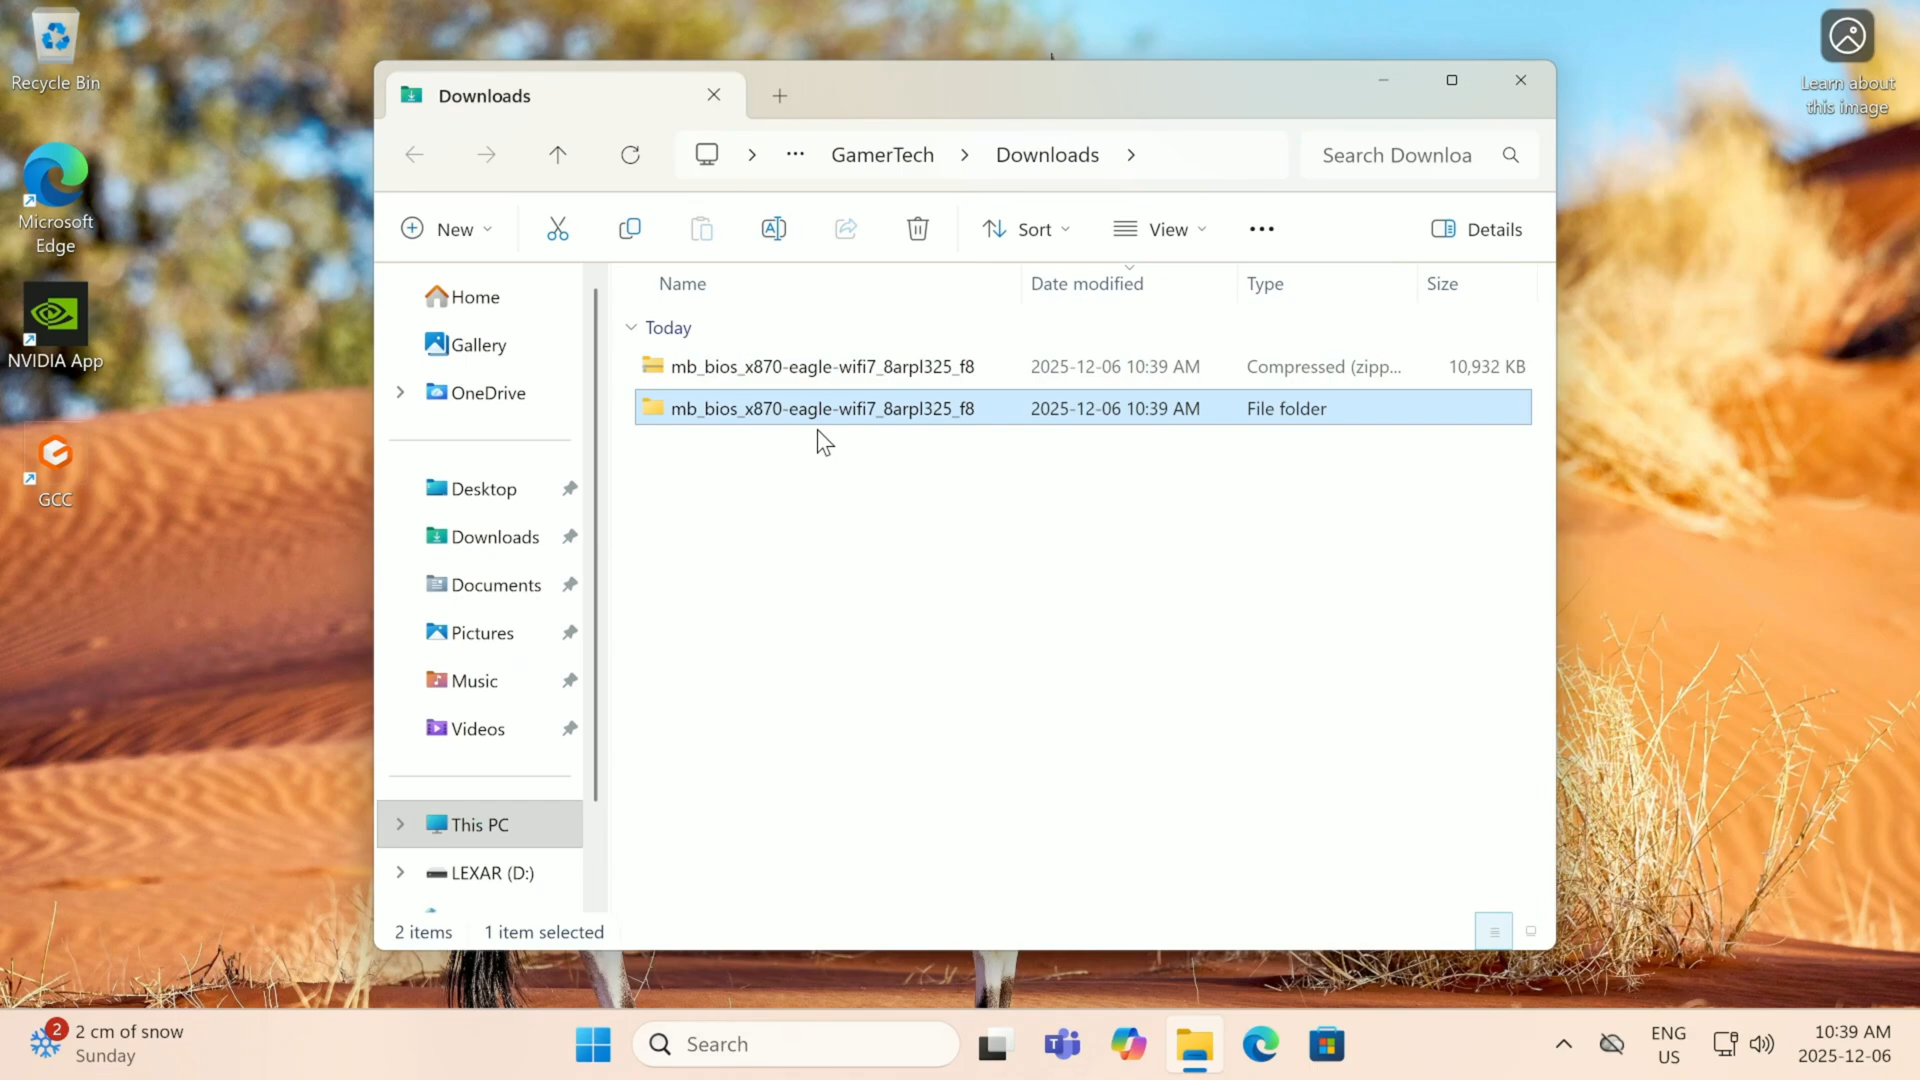 Recycle Bin
Microsoft
Edge
NVIDIA App
GCC
Learn about
this image
Downloads
GamerTech
Downloads
Search Downloa
New
Sort
View
Details
Home
Gallery
OneDrive
Desktop
Downloads
Documents
Pictures
Music
Videos
This PC
LEXAR (D:)
Name Date modified Type Size
Today
mb_bios_x870-eagle-wifi7_8arpl325_f8 2025-12-06 10:39 AM Compressed (zipp... 10,932 KB
mb_bios_x870-eagle-wifi7_8arpl325_f8 2025-12-06 10:39 AM File folder
2 items 1 item selected
2
2 cm of snow
Sunday
Search
T
ENG
US
10:39 AM
2025-12-06